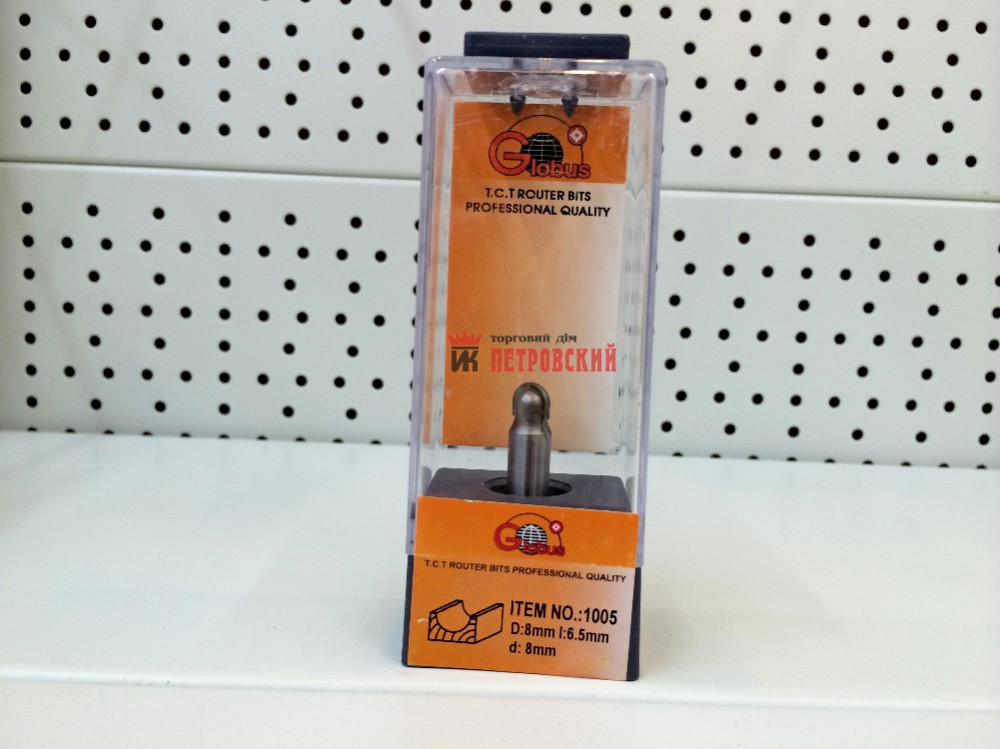 Globus
T.C.T ROUTER BITS
PROFESSIONAL QUALITY
торговий дім
ПЕТРОВСКИЙ
Globus
T.C.T ROUTER BITS PROFESSIONAL QUALITY
ITEM NO.:1005
D:8mm l:6.5mm
d: 8mm